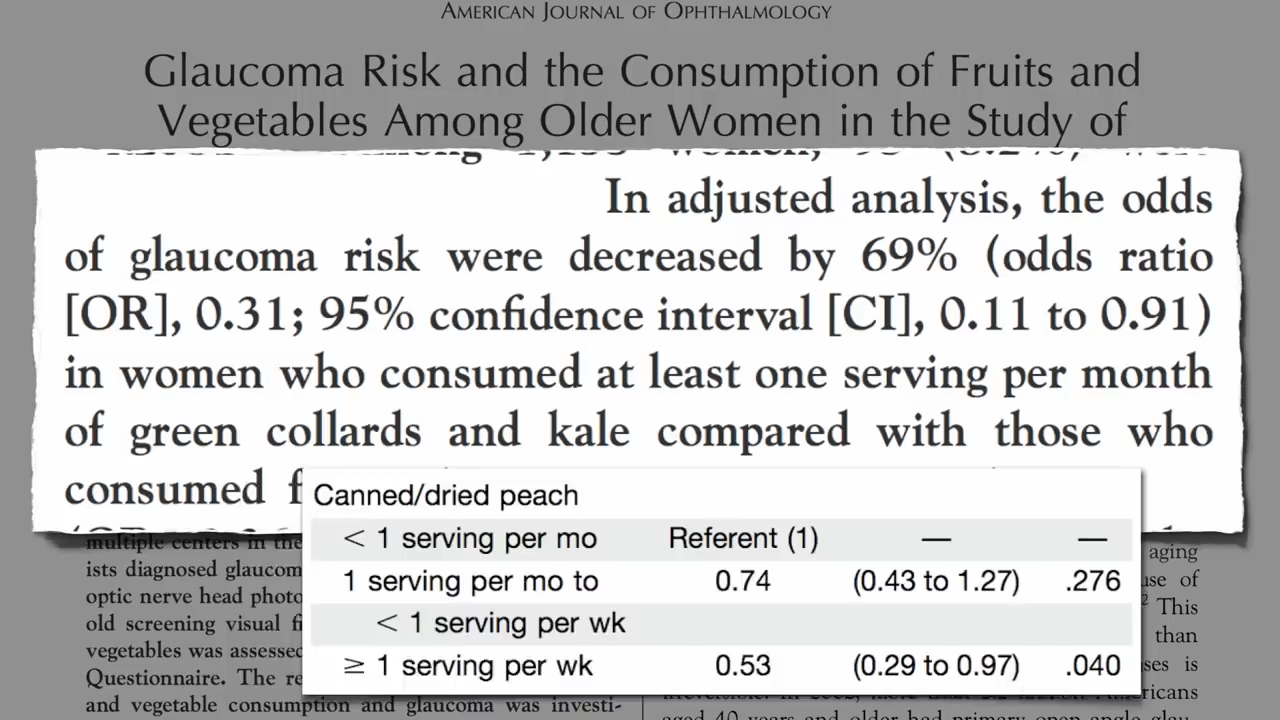 AMERICAN JOURNAL OF OPHTHALMOLOGY
Glaucoma Risk and the Consumption of Fruits and
Vegetables Among Older Women in the Study of
In adjusted analysis, the odds
of glaucoma risk were decreased by 69% (odds ratio
[OR], 0.31; 95% confidence interval [CI], 0.11 to 0.91)
in women who consumed at least one serving per month
of green collards and kale compared with those who
consumed
Canned/dried peach
< 1 serving per mo Referent (1) — —
1 serving per mo to 0.74 (0.43 to 1.27) .276
< 1 serving per wk
≥ 1 serving per wk 0.53 (0.29 to 0.97) .040
multiple centers in the
ists diagnosed glaucom
optic nerve head photo
old screening visual fi
vegetables was assessed
Questionnaire. The re
and vegetable consumption and glaucoma was investi-
aging
use of
2 This
than
ses is
ericans
aged 40 years and older had primary open-angle glau-